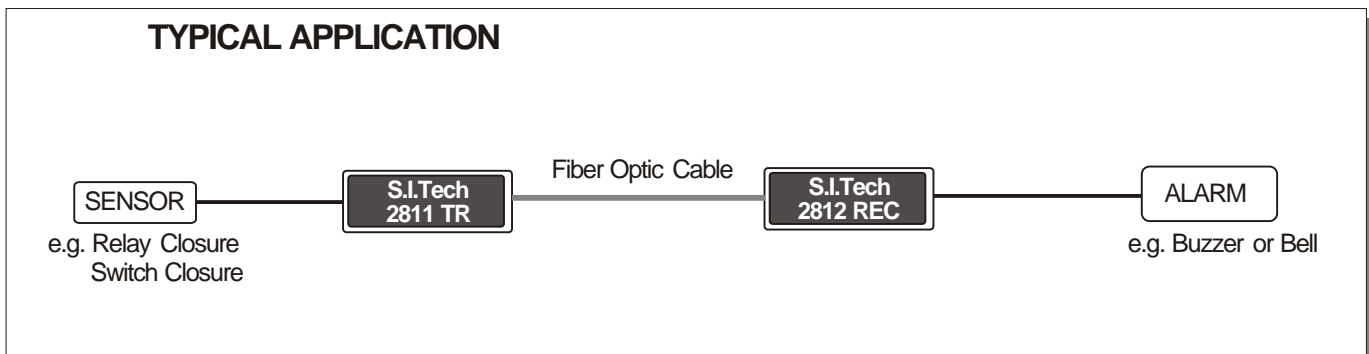 TYPICAL APPLICATION
Fiber Optic Cable
SENSOR
S.I.Tech
2811 TR
S.I.Tech
2812 REC
ALARM
e.g. Relay Closure
Switch Closure
e.g. Buzzer or Bell